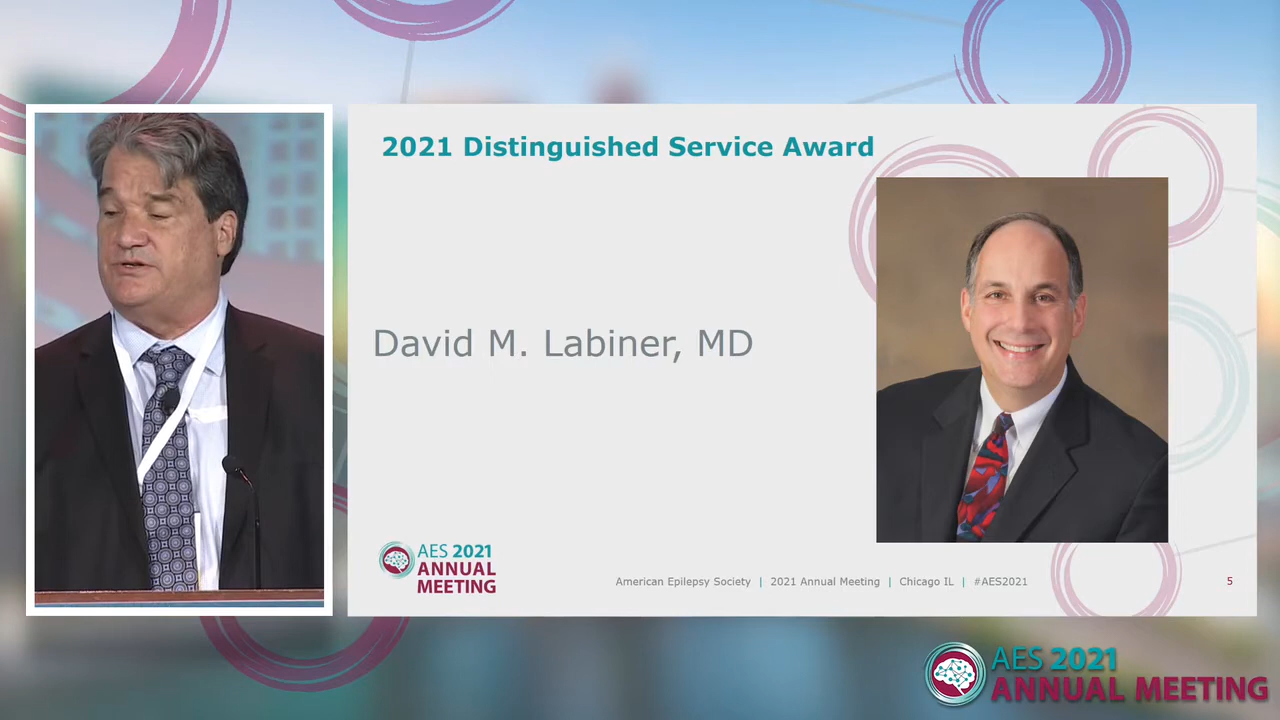 2021 Distinguished Service Award
David M. Labiner, MD
AES 2021
ANNUAL
MEETING
American Epilepsy Society | 2021 Annual Meeting | Chicago IL | #AES2021
5
AES 2021
ANNUAL MEETING